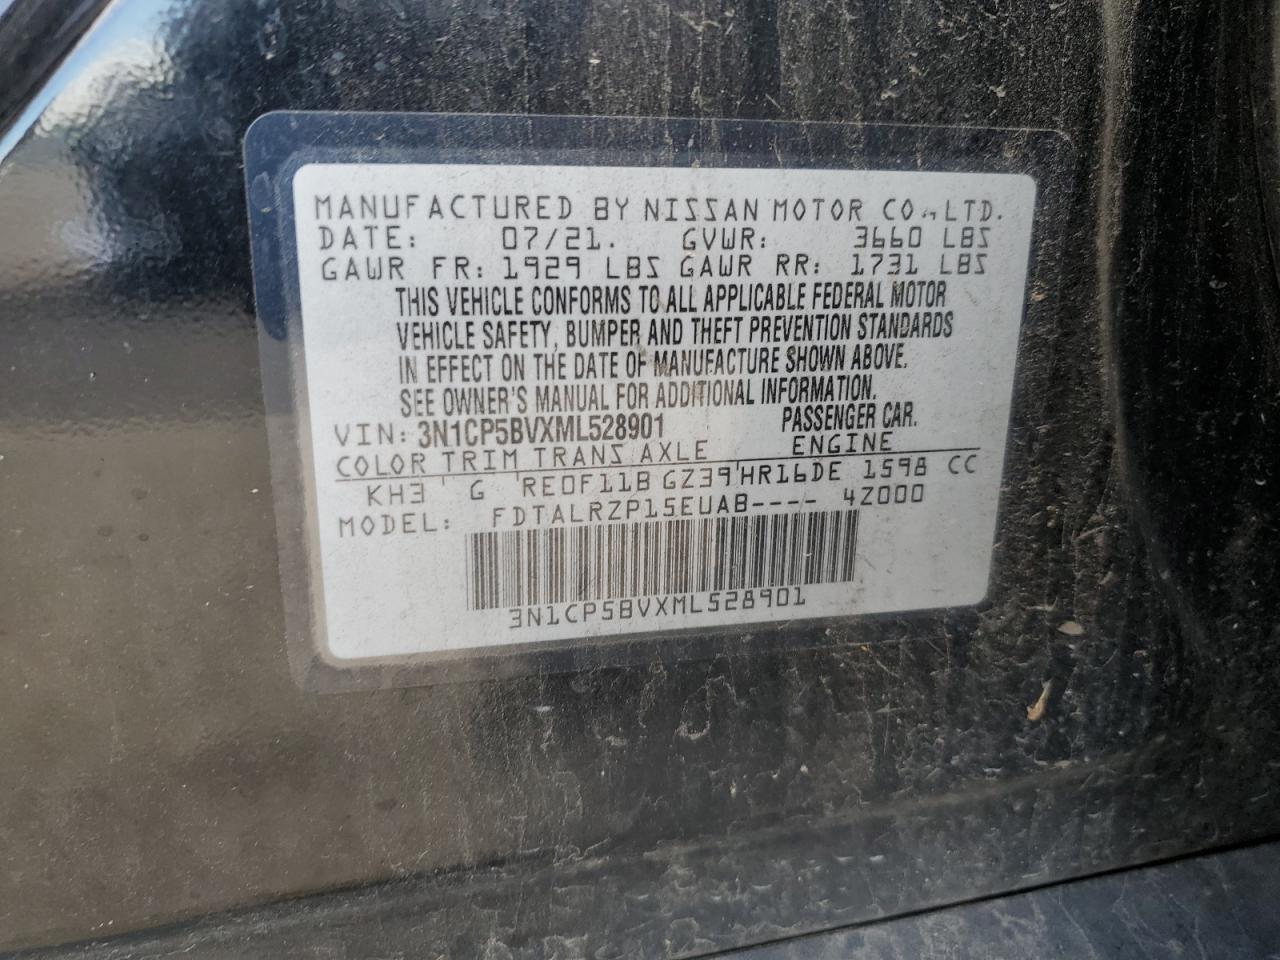 MANUFACTURED BY NISSAN MOTOR CO., LTD.
DATE: 07/21. GVWR: 3660 LBS
GAWR FR: 1929 LBS GAWR RR: 1731 LBS
THIS VEHICLE CONFORMS TO ALL APPLICABLE FEDERAL MOTOR
VEHICLE SAFETY, BUMPER AND THEFT PREVENTION STANDARDS
IN EFFECT ON THE DATE OF MANUFACTURE SHOWN ABOVE.
SEE OWNER'S MANUAL FOR ADDITIONAL INFORMATION.
VIN: 3N1CP5BVXML528901 PASSENGER CAR.
COLOR TRIM TRANS AXLE ENGINE
KH3 G RE0F11B GZ39 HR16DE 1598 CC
MODEL: FDTALRZP15EUAB---- 4Z000
3N1CP5BVXML528901